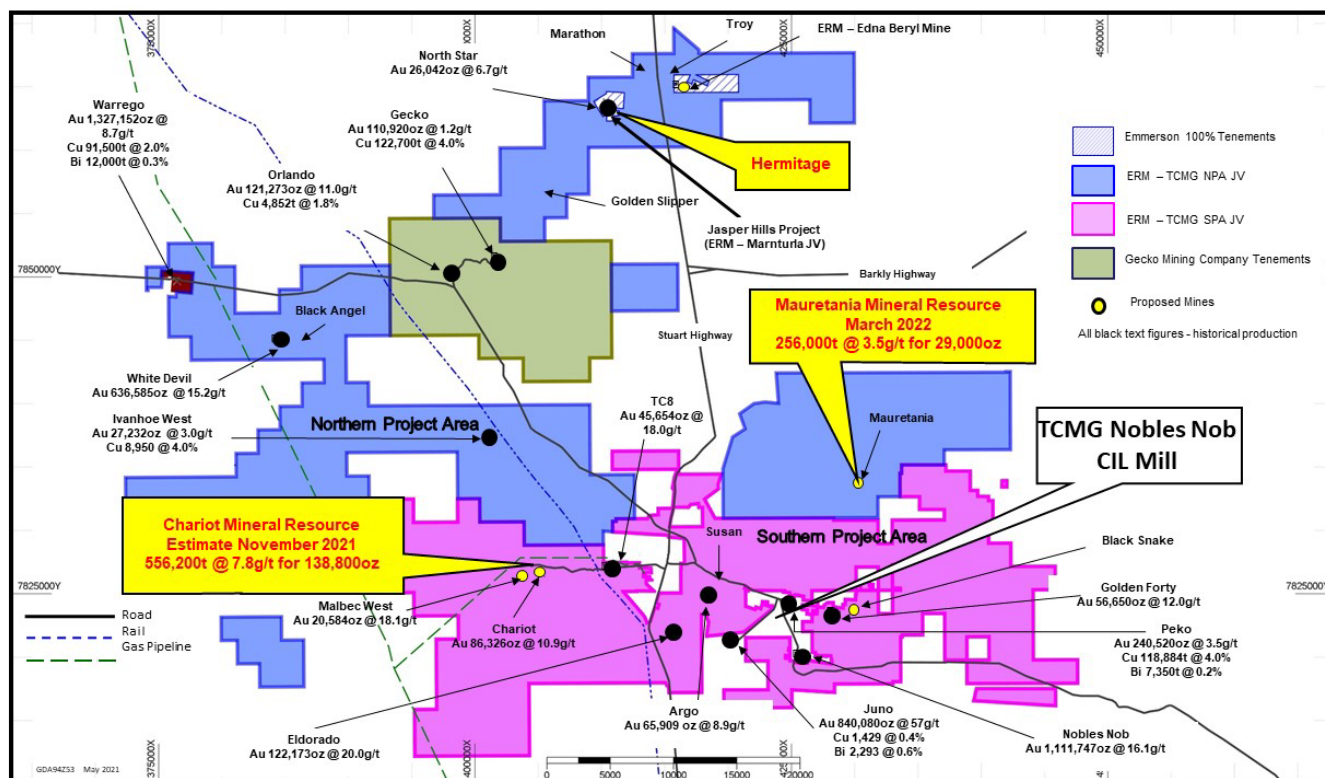 375000X
400000X
425000X
450000X
Troy
ERM – Edna Beryl Mine
Marathon
North Star
Au 26,042oz @ 6.7g/t
Warrego
Au 1,327,152oz @
8.7g/t
Cu 91,500t @ 2.0%
Bi 12,000t @ 0.3%
Gecko
Au 110,920oz @ 1.2g/t
Cu 122,700t @ 4.0%
Orlando
Au 121,273oz @ 11.0g/t
Cu 4,852t @ 1.8%
Hermitage
Golden Slipper
Jasper Hills Project
(ERM – Marnturla JV)
Emmerson 100% Tenements
ERM – TCMG NPA JV
ERM – TCMG SPA JV
Gecko Mining Company Tenements
Proposed Mines
All black text figures - historical production
7850000Y
7850000Y
Barkly Highway
Stuart Highway
Black Angel
Mauretania Mineral Resource
March 2022
256,000t @ 3.5g/t for 29,000oz
White Devil
Au 636,585oz @ 15.2g/t
Ivanhoe West
Au 27,232oz @ 3.0g/t
Cu 8,950 @ 4.0%
Northern Project Area
TC8
Au 45,654oz @
18.0g/t
Mauretania
TCMG Nobles Nob
CIL Mill
Chariot Mineral Resource
Estimate November 2021
556,200t @ 7.8g/t for 138,800oz
Susan
Southern Project Area
Black Snake
Golden Forty
Au 56,650oz @ 12.0g/t
7825000Y
7825000Y
Malbec West
Au 20,584oz @ 18.1g/t
Chariot
Au 86,326oz @ 10.9g/t
Peko
Au 240,520oz @ 3.5g/t
Cu 118,884t @ 4.0%
Bi 7,350t @ 0.2%
Road
Rail
Gas Pipeline
Eldorado
Au 122,173oz @ 20.0g/t
Argo
Au 65,909 oz @ 8.9g/t
Juno
Au 840,080oz @ 57g/t
Cu 1,429 @ 0.4%
Bi 2,293 @ 0.6%
Nobles Nob
Au 1,111,747oz @ 16.1g/t
GDA94Z53 May 2021
375000X
400000X
425000X
0
5000
10000
15000
20000